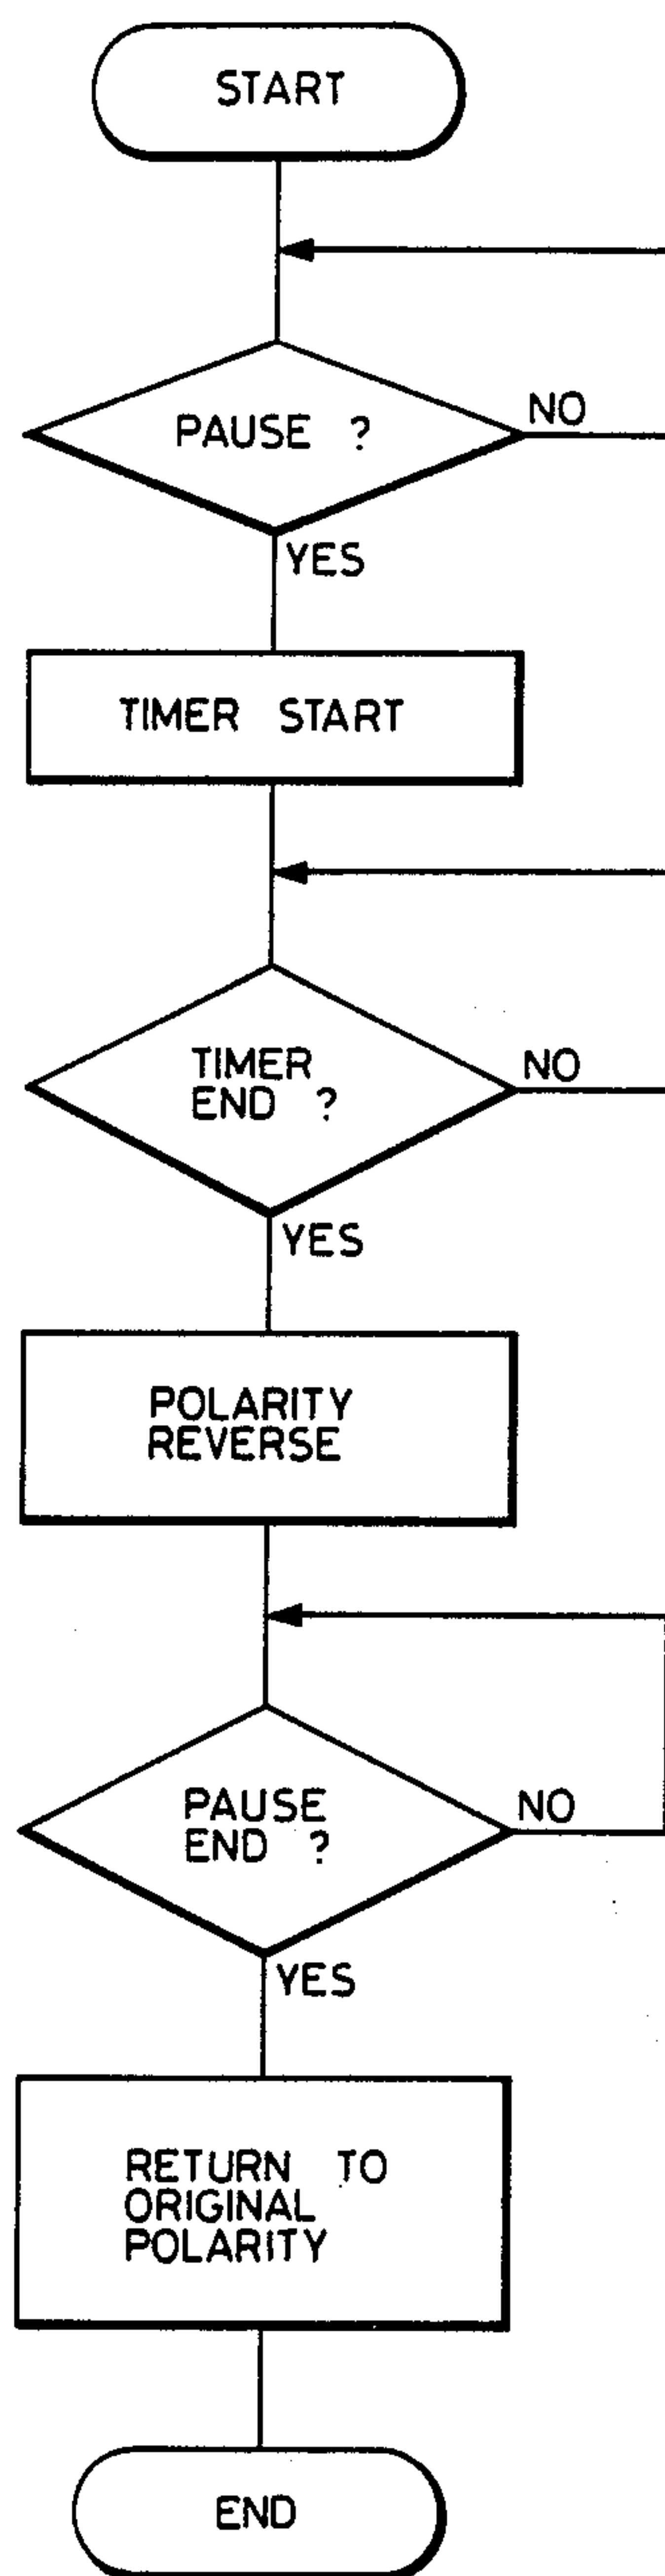 START
PAUSE ?
NO
YES
TIMER START
TIMER
END ?
NO
YES
POLARITY
REVERSE
PAUSE
END ?
NO
YES
RETURN TO
ORIGINAL
POLARITY
END